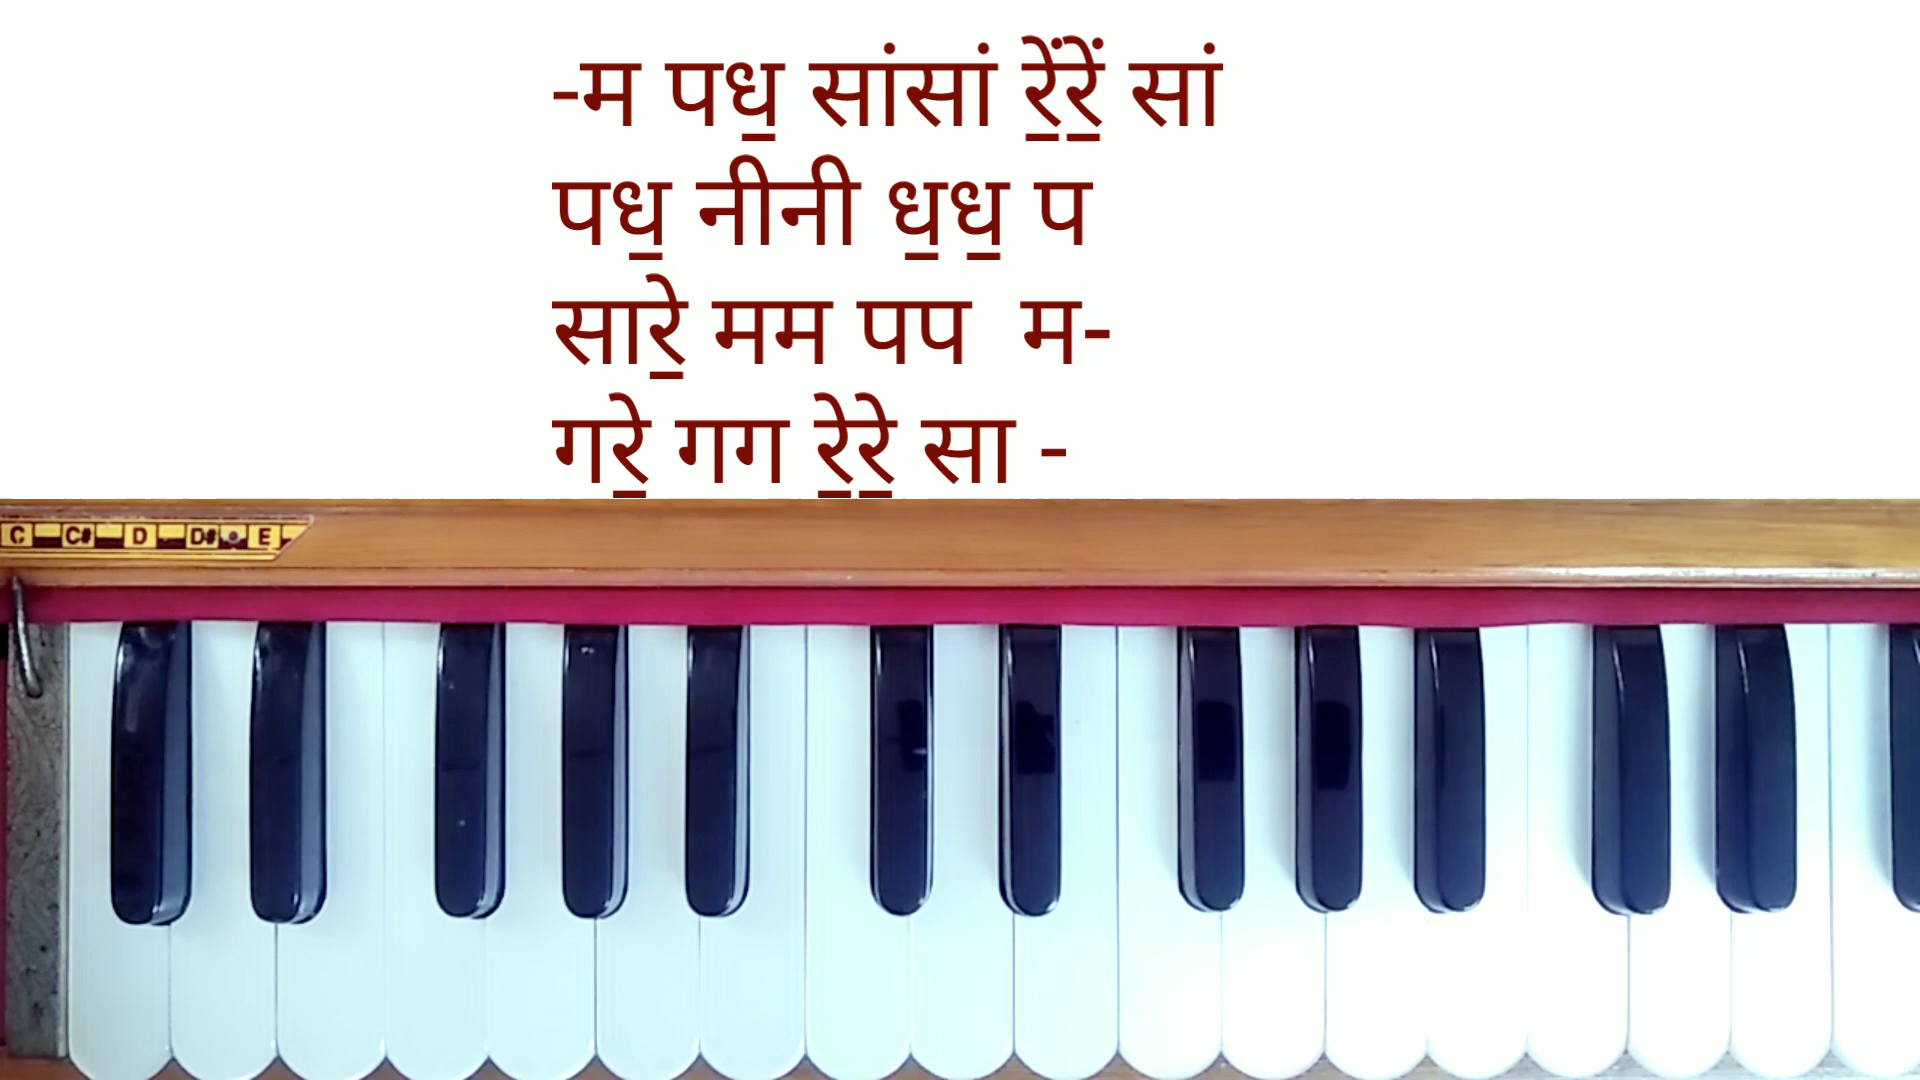 -म पध॒ सांसां रें॒रें॒ सां
पध॒ नीनी ध॒ध॒ प
सारे॒ मम पप  म-
गरे॒ गग रे॒रे॒ सा -
C C# D D# E